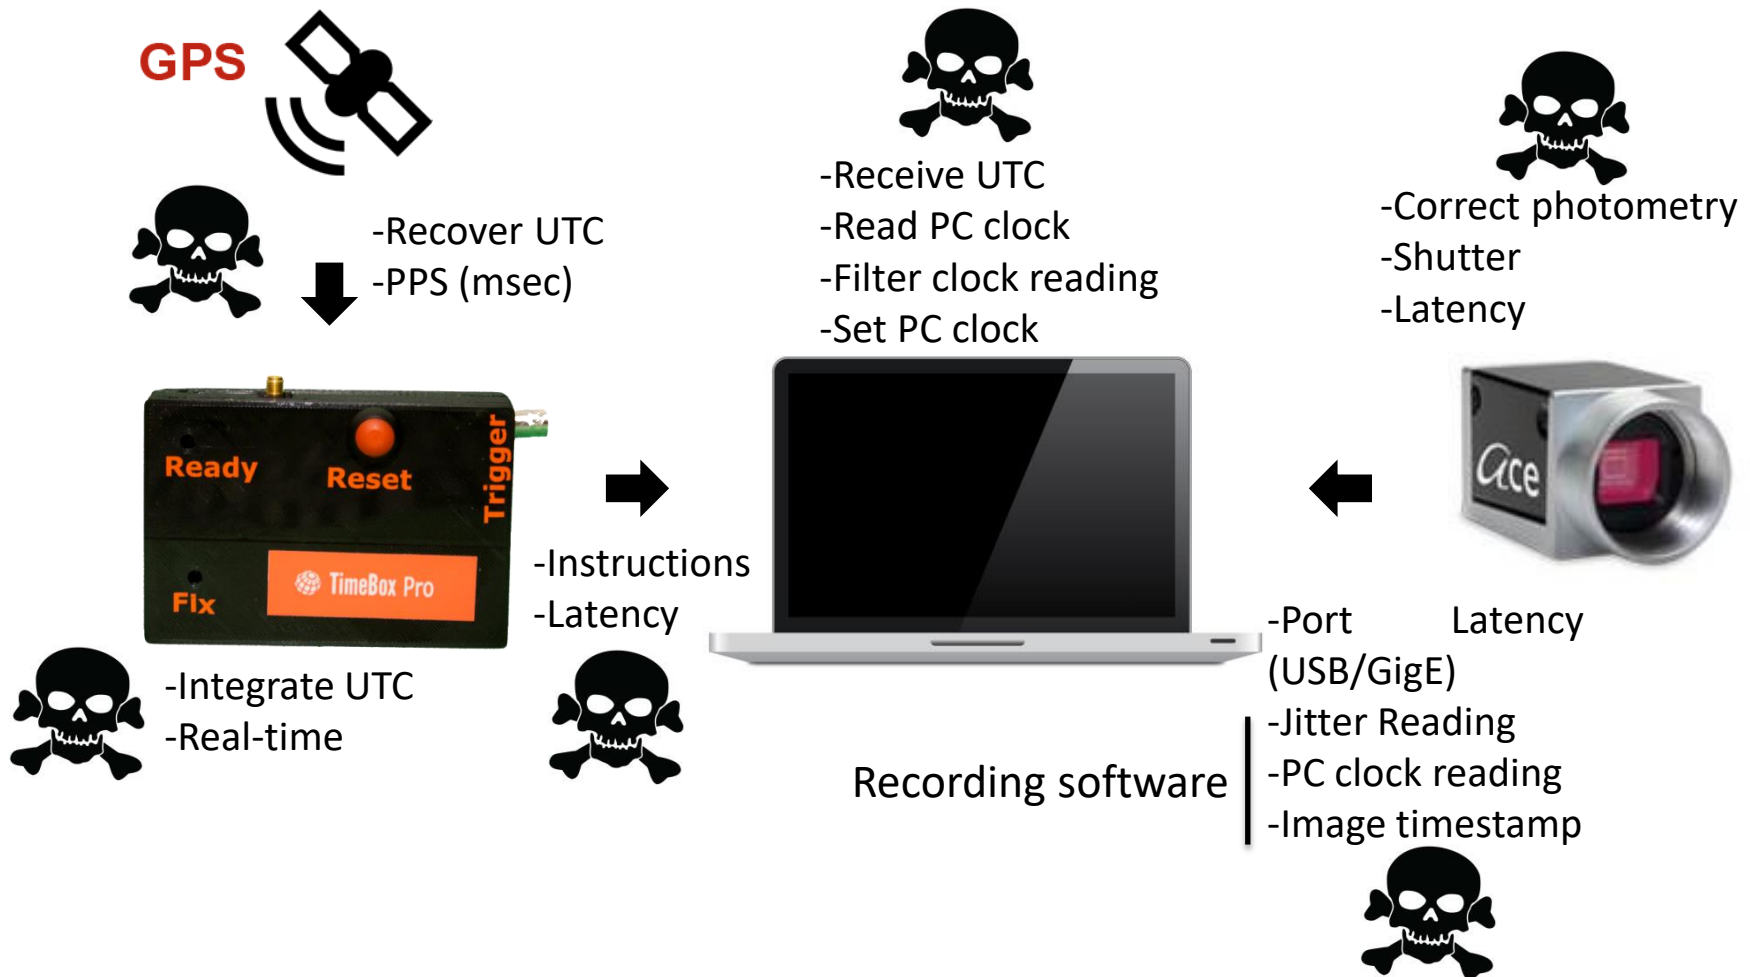 GPS
-Recover UTC
-PPS (msec)
-Receive UTC
-Read PC clock
-Filter clock reading
-Set PC clock
-Correct photometry
-Shutter
-Latency
Ready
Reset
Trigger
Fix
TimeBox Pro
-Instructions
-Latency
ace
-Integrate UTC
-Real-time
Recording software
-Port Latency
(USB/GigE)
-Jitter Reading
-PC clock reading
-Image timestamp